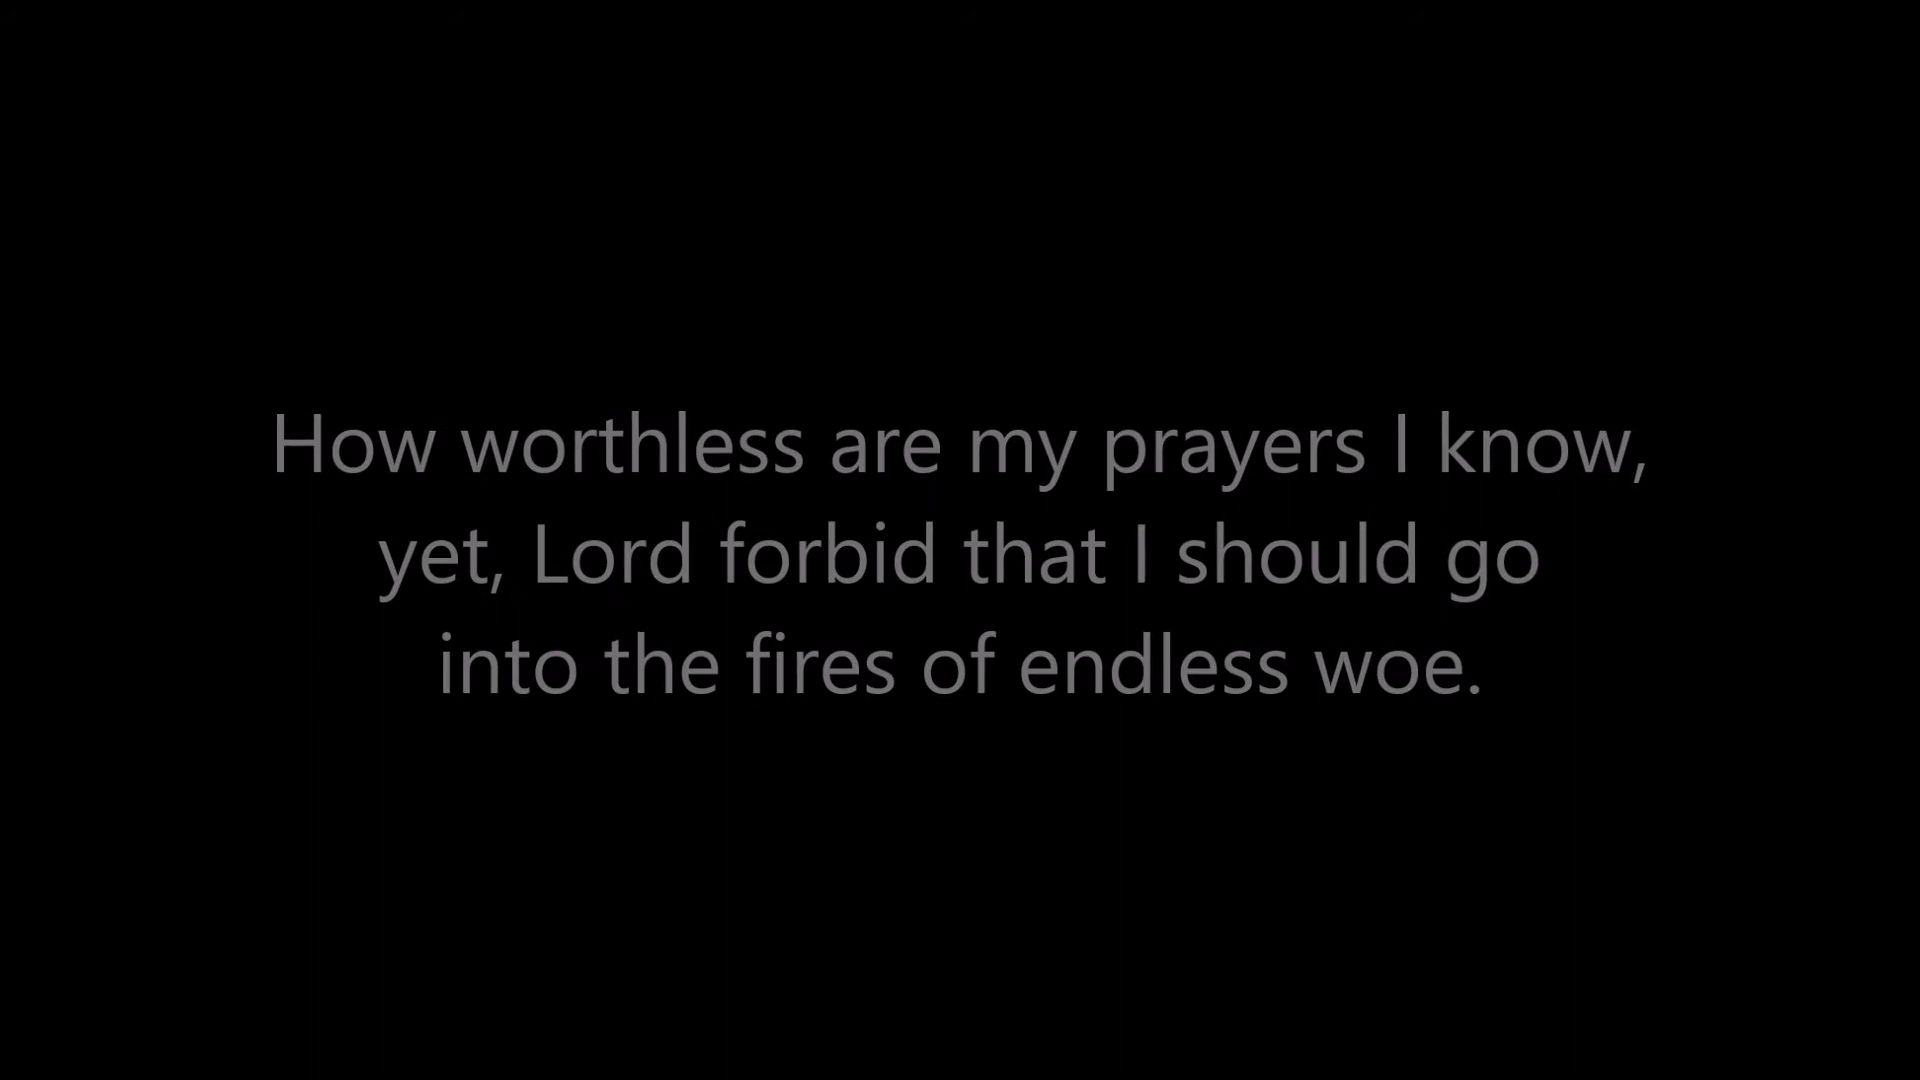 How worthless are my prayers I know,
yet, Lord forbid that I should go
into the fires of endless woe.